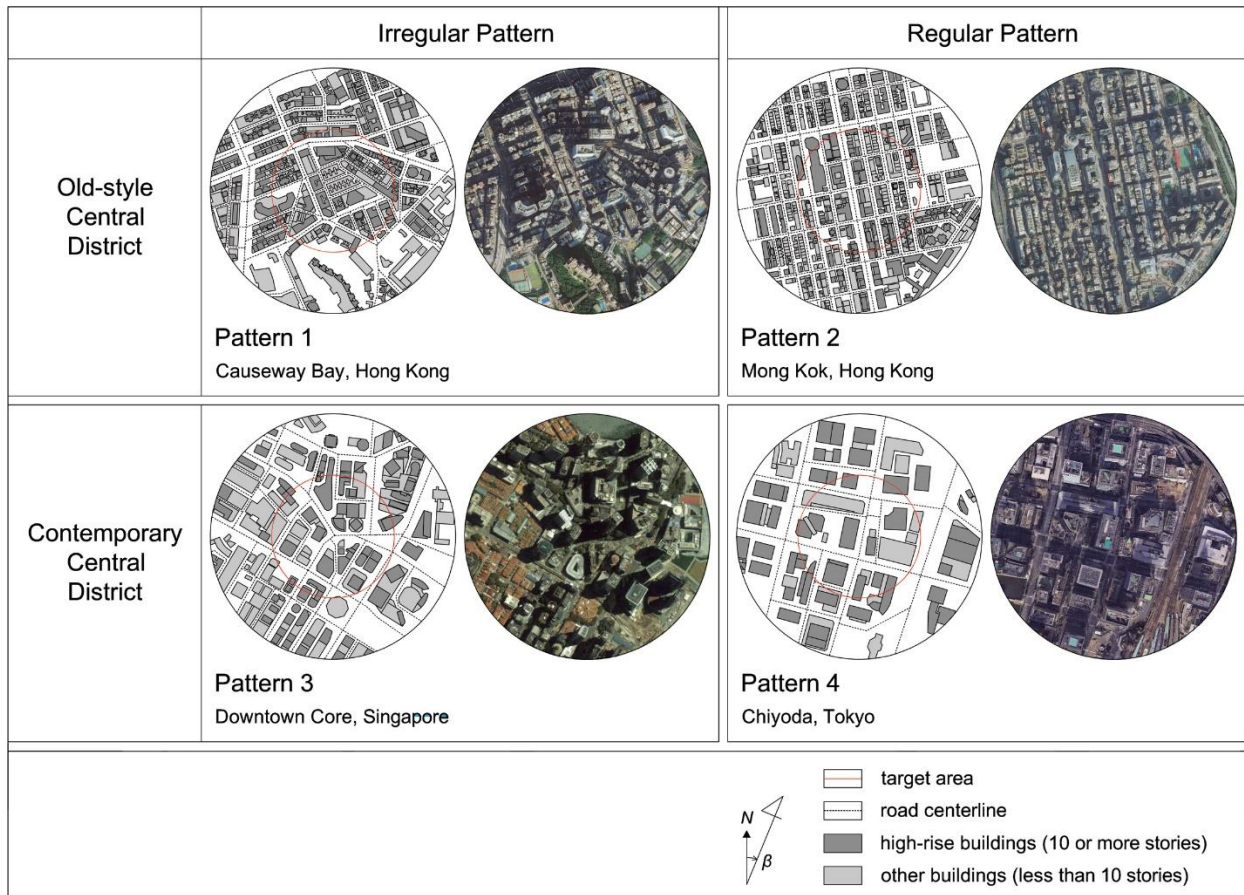 Irregular Pattern
Regular Pattern
Old-style
Central
District
Pattern 1
Causeway Bay, Hong Kong
Pattern 2
Mong Kok, Hong Kong
Contemporary
Central
District
Pattern 3
Downtown Core, Singapore
Pattern 4
Chiyoda, Tokyo
N
β
target area
road centerline
high-rise buildings (10 or more stories)
other buildings (less than 10 stories)